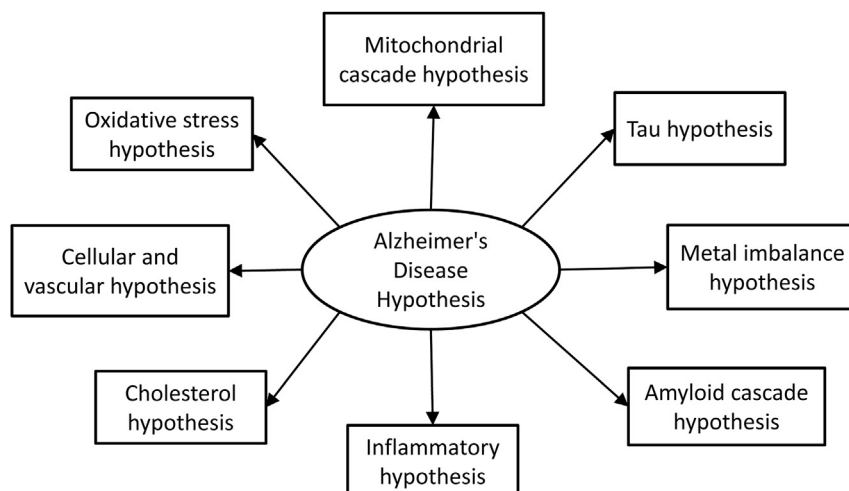 Mitochondrial
cascade hypothesis
Oxidative stress
hypothesis
Tau hypothesis
Alzheimer's
Disease
Hypothesis
Cellular and
vascular hypothesis
Metal imbalance
hypothesis
Cholesterol
hypothesis
Amyloid cascade
hypothesis
Inflammatory
hypothesis